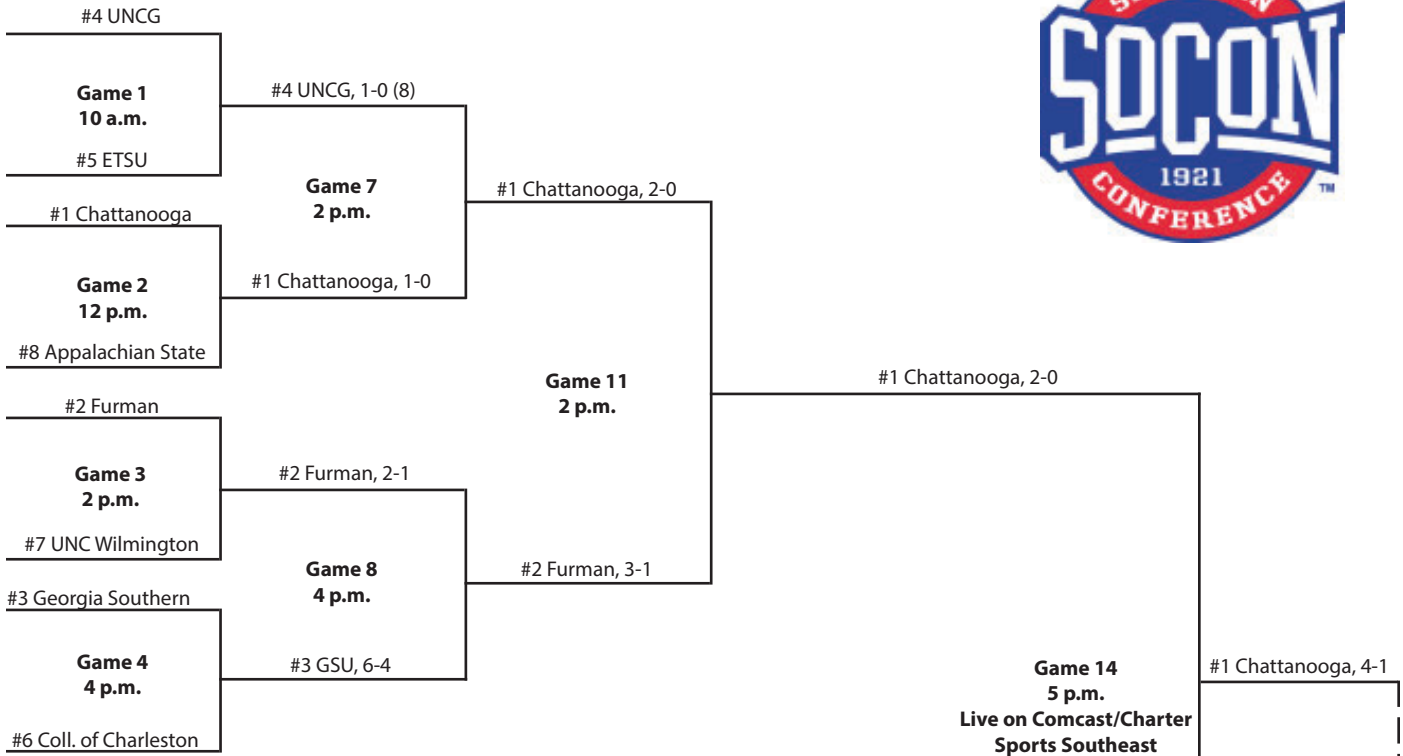 #4 UNCG
Game 1
10 a.m.
#5 ETSU
#1 Chattanooga
Game 2
12 p.m.
#8 Appalachian State
#2 Furman
Game 3
2 p.m.
#7 UNC Wilmington
#3 Georgia Southern
Game 4
4 p.m.
#6 Coll. of Charleston
#4 UNCG, 1-0 (8)
Game 7
2 p.m.
#1 Chattanooga, 1-0
#2 Furman, 2-1
Game 8
4 p.m.
#3 GSU, 6-4
#1 Chattanooga, 2-0
Game 11
2 p.m.
#2 Furman, 3-1
#1 Chattanooga, 2-0
Game 14
5 p.m.
Live on Comcast/Charter
Sports Southeast
#1 Chattanooga, 4-1
SOCON
1921
CONFERENCE
TM